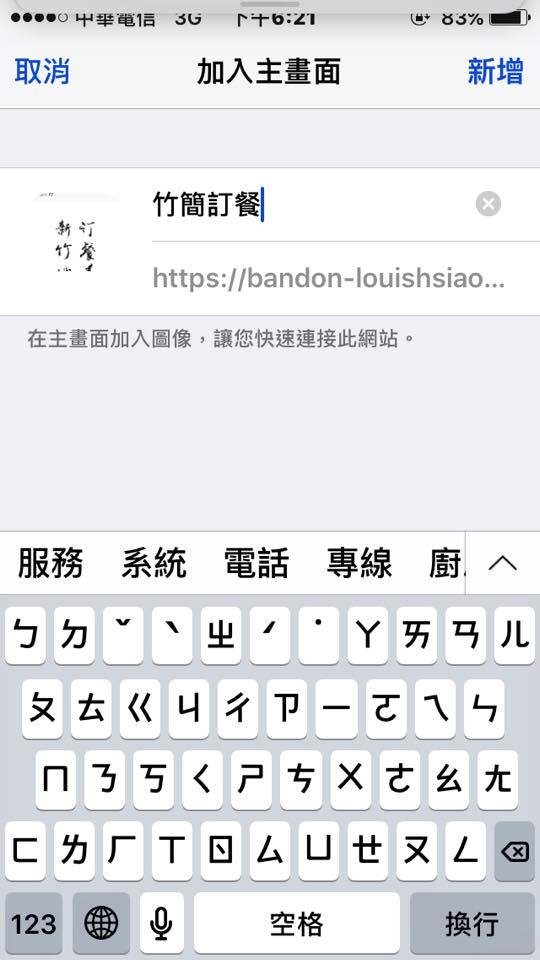 中華電信 3G 下午6:21 83%
取消 加入主畫面 新增
竹簡訂餐
https://bandon-louishsiao...
訂餐
新竹
在主畫面加入圖像，讓您快速連接此網站。
服務 系統 電話 專線 廚
ㄅ ㄉ ˇ ˋ ㄓ ˊ ˙ ㄚ ㄞ ㄢ ㄦ
ㄆ ㄊ ㄍ ㄐ ㄔ ㄗ ㄧ ㄛ ㄟ ㄣ
ㄇ ㄋ ㄎ ㄑ ㄕ ㄘ ㄨ ㄜ ㄠ ㄤ
ㄈ ㄌ ㄏ ㄒ ㄖ ㄙ ㄩ ㄝ ㄡ ㄥ
123 空格 換行